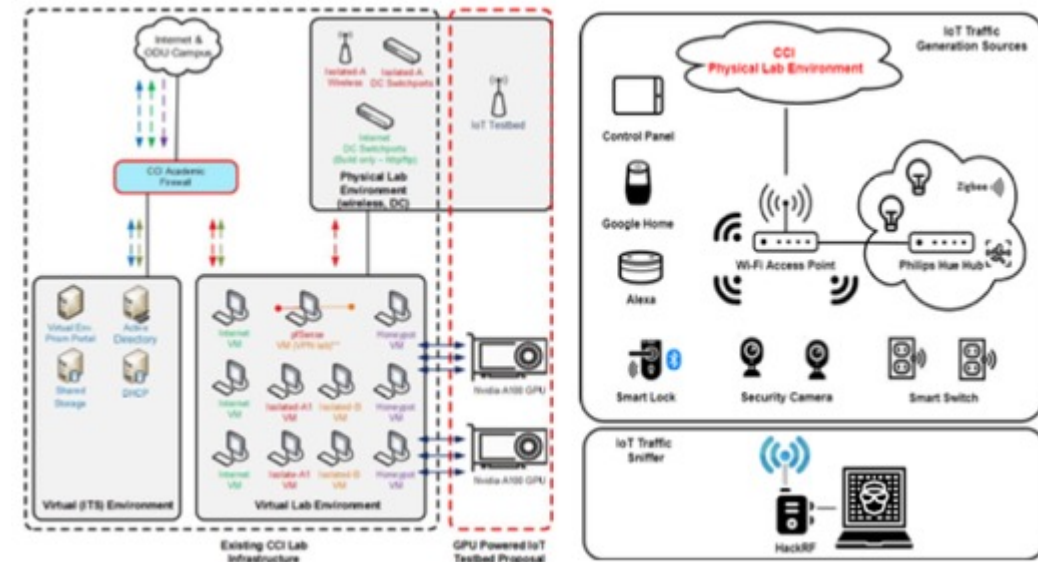 Internet &
ODU Campus
CCI Academic
Firewall
Isolated-A
Wireless
Isolated-A
DC Switchports
Internet
DC Switchports
(Build only – http/ftp)
Physical Lab
Environment
(wireless, DC)
IoT Testbed
Virtual Env-
Prism Portal
Active
Directory
Shared
Storage
DHCP
Virtual (ITS) Environment
Internet
VM
pfSense
Honeypot
VM
Internet
VM
Isolated-A1
VM
Isolated-B
VM
Honeypot
VM
Internet
VM
Isolate-A1
VM
Isolated-B
VM
Honeypot
VM
Virtual Lab Environment
Nvidia A100 GPU
Nvidia A100 GPU
Existing CCI Lab
Infrastructure
GPU Powered IoT
Testbed Proposal
IoT Traffic
Generation Sources
CCI
Physical Lab Environment
Control Panel
Google Home
Alexa
Wi-Fi Access Point
Zigbee
Philips Hue Hub
Smart Lock
Security Camera
Smart Switch
IoT Traffic
Sniffer
HackRF